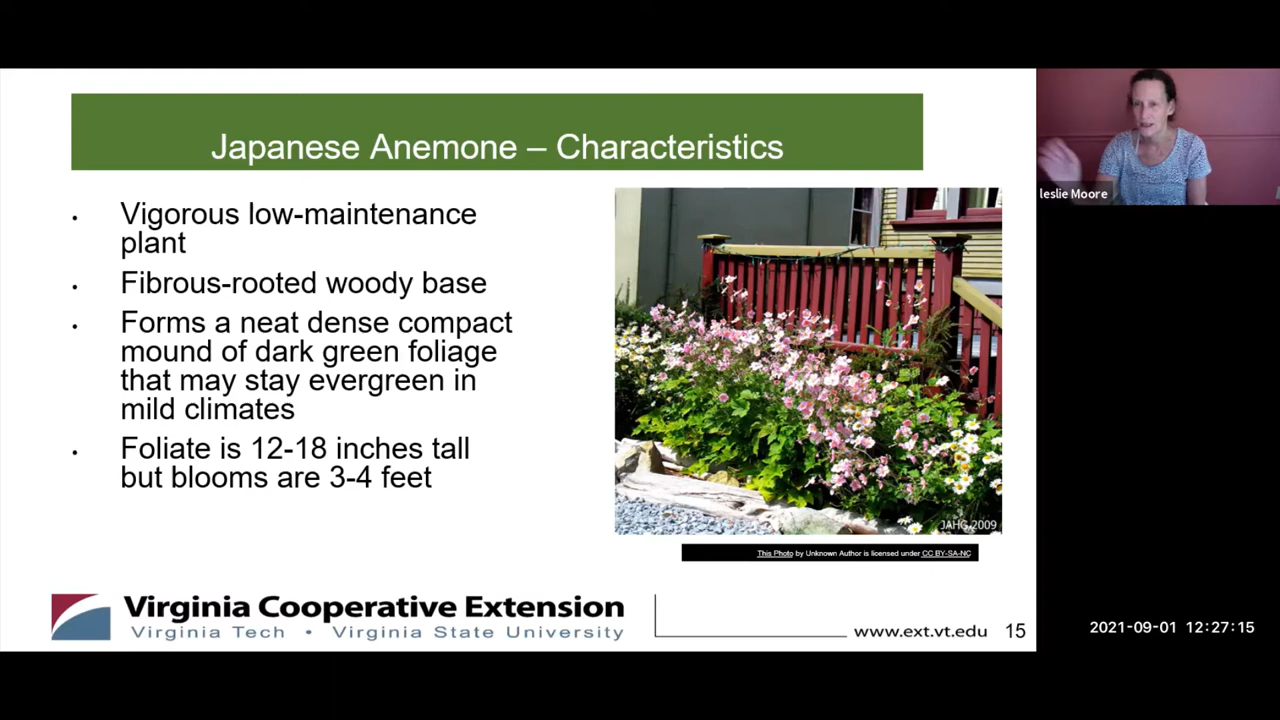 Japanese Anemone – Characteristics
• Vigorous low-maintenance
plant
• Fibrous-rooted woody base
• Forms a neat dense compact
mound of dark green foliage
that may stay evergreen in
mild climates
• Foliate is 12-18 inches tall
but blooms are 3-4 feet
JAHG 2009
This Photo by Unknown Author is licensed under CC BY-SA-NC
Virginia Cooperative Extension
Virginia Tech • Virginia State University
www.ext.vt.edu 15
leslie Moore
2021-09-01 12:27:15